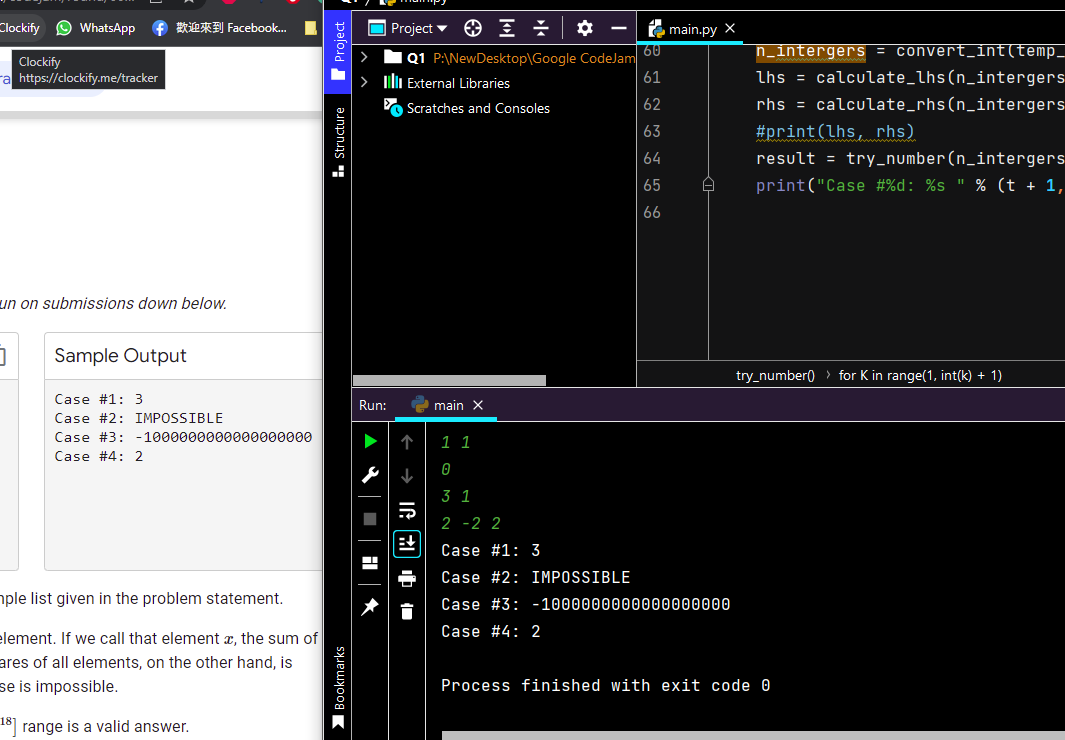 Clockify
WhatsApp
歡迎來到 Facebook...
Clockify
https://clockify.me/tracker
un on submissions down below.
Sample Output
Case #1: 3
Case #2: IMPOSSIBLE
Case #3: -1000000000000000000
Case #4: 2
nple list given in the problem statement.
element. If we call that element x, the sum of
ares of all elements, on the other hand, is
se is impossible.
18] range is a valid answer.
main.py
Project
Structure
Bookmarks
Project
Q1 P:\NewDesktop\Google CodeJam
External Libraries
Scratches and Consoles
main.py
60 n_intergers = convert_int(temp_
61 lhs = calculate_lhs(n_intergers
62 rhs = calculate_rhs(n_intergers
63 #print(lhs, rhs)
64 result = try_number(n_intergers
65 print("Case #%d: %s " % (t + 1,
66
try_number() › for K in range(1, int(k) + 1)
Run: main
1 1
0
3 1
2 -2 2
Case #1: 3
Case #2: IMPOSSIBLE
Case #3: -1000000000000000000
Case #4: 2
Process finished with exit code 0